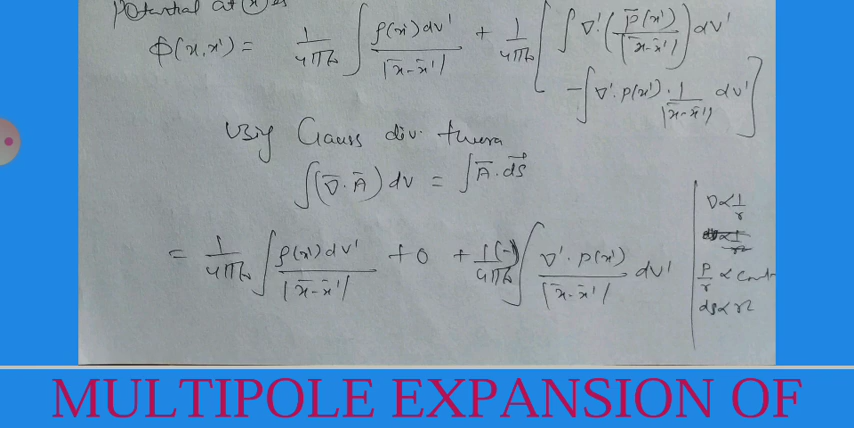 Potential at (x) is
Φ(x,x') = 1/4πε₀ ∫ ρ(x')dv'/|x̄-x̄'| + 1/4πε₀ [ ∫ ∇'·( p̄(x')/|x̄-x̄'| ) dv'
- ∫ ∇'·p(x')·1/|x̄-x̄'| dv' ]
Using Gauss div. theorem
∫(∇̄·Ā) dv = ∫Ā·ds⃗
= 1/4πε₀ ∫ ρ(x')dv'/|x̄-x̄'| + 0 + 1(-)/4πε₀ ∫ ∇'·p(x')/|x̄-x̄'| dv'
∇∝1/r
p/r ∝
ds∝r2
MULTIPOLE EXPANSION OF